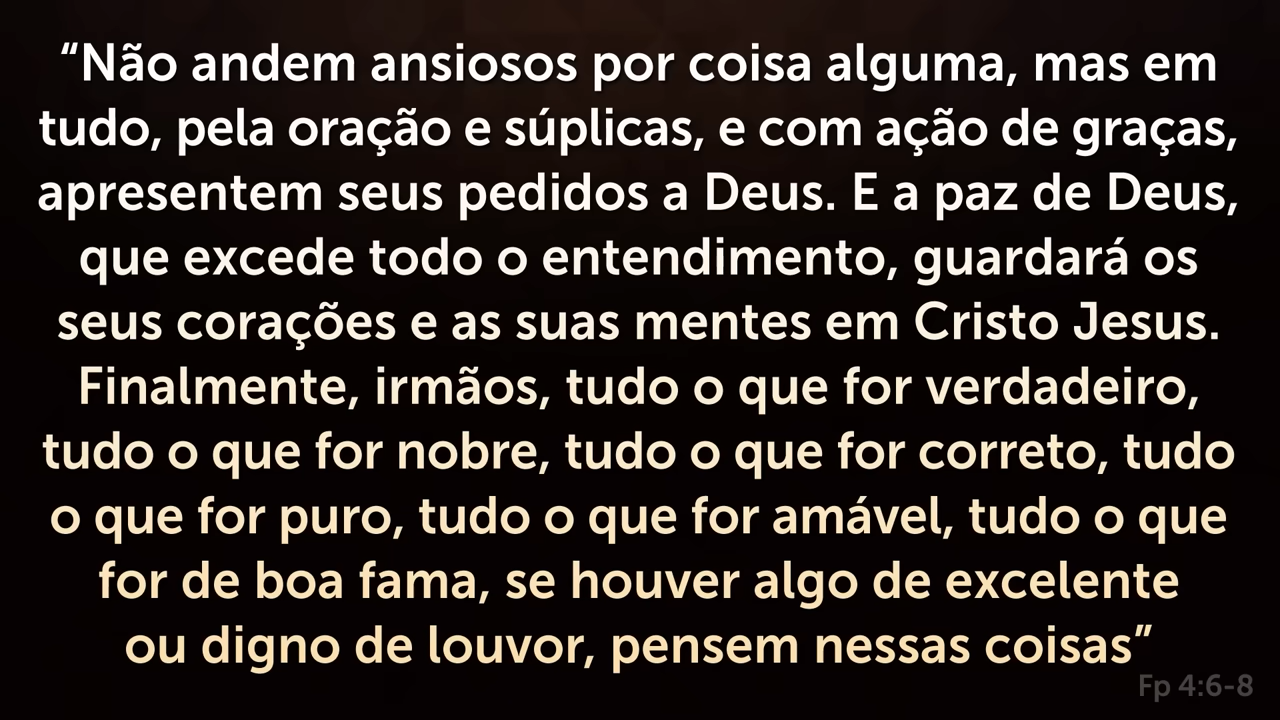 “Não andem ansiosos por coisa alguma, mas em
tudo, pela oração e súplicas, e com ação de graças,
apresentem seus pedidos a Deus. E a paz de Deus,
que excede todo o entendimento, guardará os
seus corações e as suas mentes em Cristo Jesus.
Finalmente, irmãos, tudo o que for verdadeiro,
tudo o que for nobre, tudo o que for correto, tudo
o que for puro, tudo o que for amável, tudo o que
for de boa fama, se houver algo de excelente
ou digno de louvor, pensem nessas coisas”
Fp 4:6-8